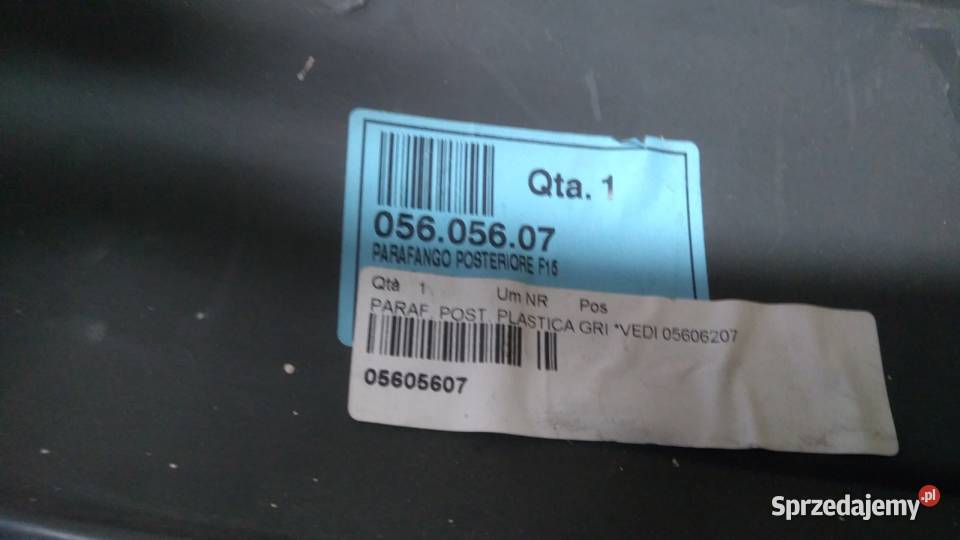 Qta. 1
056.056.07
PARAFANGO POSTERIORE F15
Qtà 1 Um NR Pos
PARAF. POST. PLASTICA GRI *VEDI 05606207
05605607
Sprzedajemy.pl